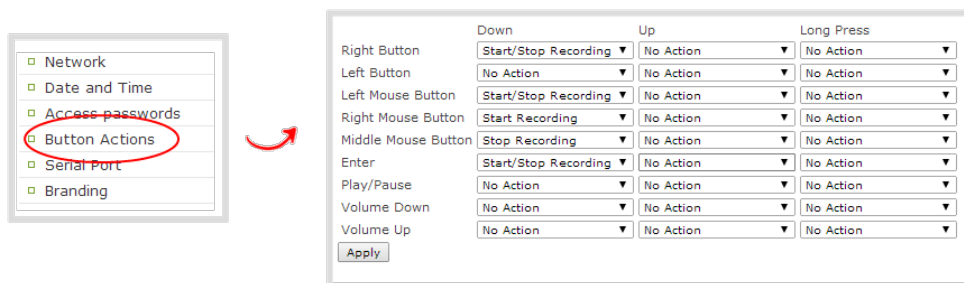 Network
Date and Time
Access passwords
Button Actions
Serial Port
Branding
Down Up Long Press
Right Button Start/Stop Recording No Action No Action
Left Button No Action No Action No Action
Left Mouse Button Start/Stop Recording No Action No Action
Right Mouse Button Start Recording No Action No Action
Middle Mouse Button Stop Recording No Action No Action
Enter Start/Stop Recording No Action No Action
Play/Pause No Action No Action No Action
Volume Down No Action No Action No Action
Volume Up No Action No Action No Action
Apply